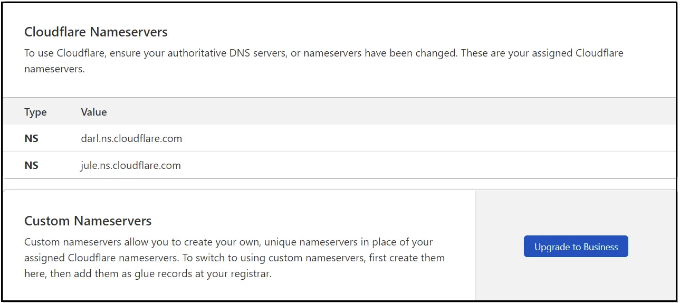 Cloudflare Nameservers
To use Cloudflare, ensure your authoritative DNS servers, or nameservers have been changed. These are your assigned Cloudflare
nameservers.
Type Value
NS darl.ns.cloudflare.com
NS jule.ns.cloudflare.com
Custom Nameservers
Custom nameservers allow you to create your own, unique nameservers in place of your
assigned Cloudflare nameservers. To switch to using custom nameservers, first create them
here, then add them as glue records at your registrar.
Upgrade to Business